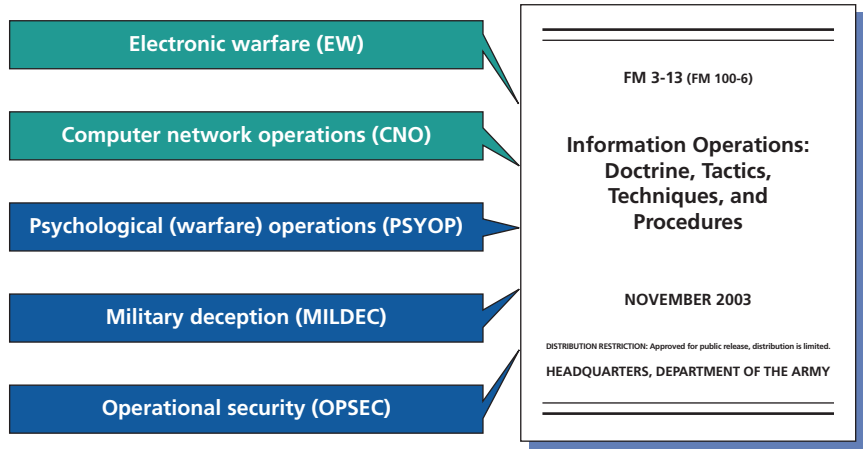 Electronic warfare (EW)
Computer network operations (CNO)
Psychological (warfare) operations (PSYOP)
Military deception (MILDEC)
Operational security (OPSEC)
FM 3-13 (FM 100-6)
Information Operations:
Doctrine, Tactics,
Techniques, and
Procedures
NOVEMBER 2003
DISTRIBUTION RESTRICTION: Approved for public release, distribution is limited.
HEADQUARTERS, DEPARTMENT OF THE ARMY